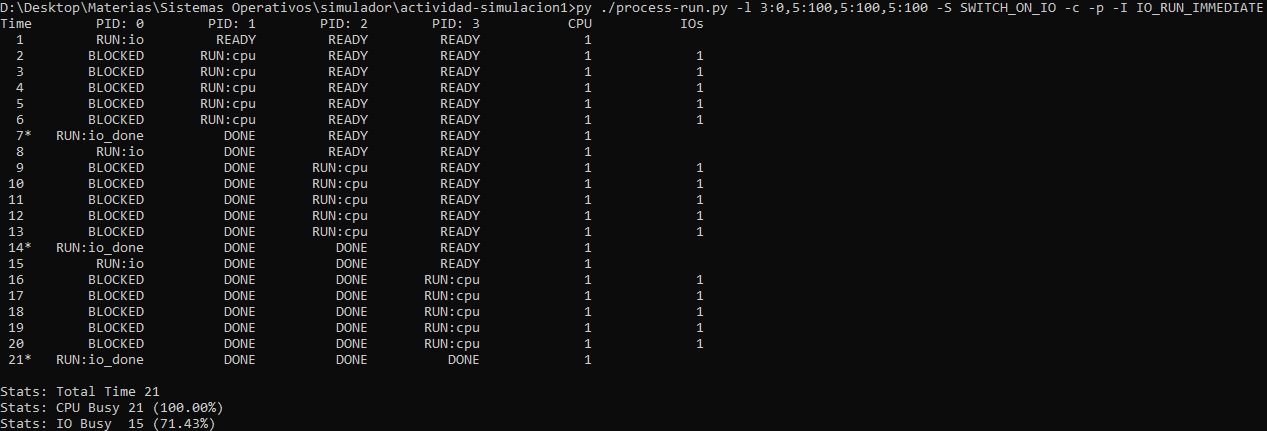 D:\Desktop\Materias\Sistemas Operativos\simulador\actividad-simulacion1>py ./process-run.py -l 3:0,5:100,5:100,5:100 -S SWITCH_ON_IO -c -p -I IO_RUN_IMMEDIATE
Time PID: 0 PID: 1 PID: 2 PID: 3 CPU IOs
1 RUN:io READY READY READY 1
2 BLOCKED RUN:cpu READY READY 1 1
3 BLOCKED RUN:cpu READY READY 1 1
4 BLOCKED RUN:cpu READY READY 1 1
5 BLOCKED RUN:cpu READY READY 1 1
6 BLOCKED RUN:cpu READY READY 1 1
7* RUN:io_done DONE READY READY 1
8 RUN:io DONE READY READY 1
9 BLOCKED DONE RUN:cpu READY 1 1
10 BLOCKED DONE RUN:cpu READY 1 1
11 BLOCKED DONE RUN:cpu READY 1 1
12 BLOCKED DONE RUN:cpu READY 1 1
13 BLOCKED DONE RUN:cpu READY 1 1
14* RUN:io_done DONE DONE READY 1
15 RUN:io DONE DONE READY 1
16 BLOCKED DONE DONE RUN:cpu 1 1
17 BLOCKED DONE DONE RUN:cpu 1 1
18 BLOCKED DONE DONE RUN:cpu 1 1
19 BLOCKED DONE DONE RUN:cpu 1 1
20 BLOCKED DONE DONE RUN:cpu 1 1
21* RUN:io_done DONE DONE DONE 1
Stats: Total Time 21
Stats: CPU Busy 21 (100.00%)
Stats: IO Busy  15 (71.43%)